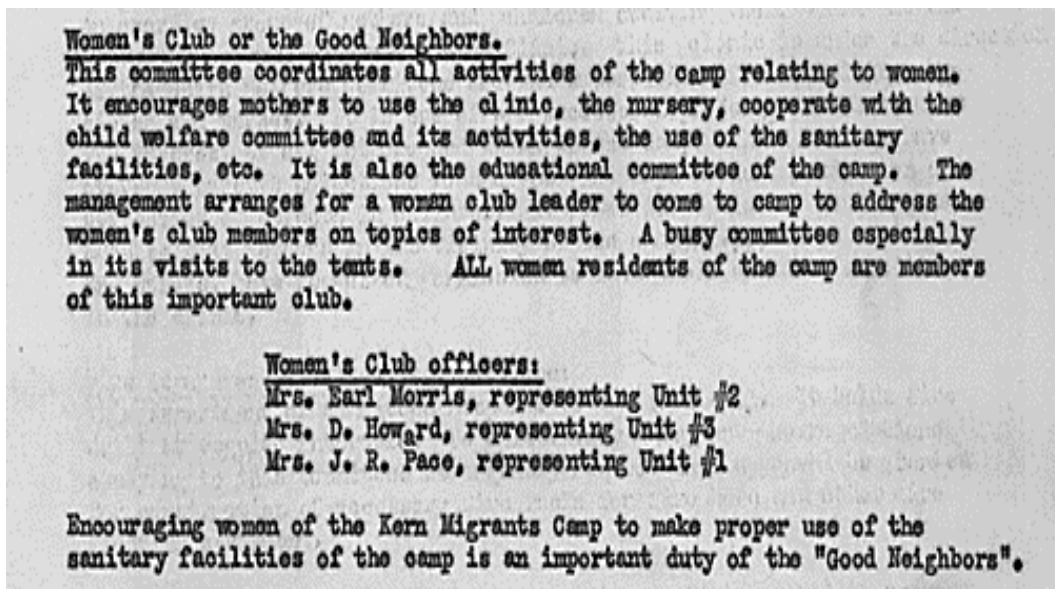 Women's Club or the Good Neighbors.
This committee coordinates all activities of the camp relating to women.
It encourages mothers to use the clinic, the nursery, cooperate with the
child welfare committee and its activities, the use of the sanitary
facilities, etc. It is also the educational committee of the camp. The
management arranges for a woman club leader to come to camp to address the
women's club members on topics of interest. A busy committee especially
in its visits to the tents. ALL women residents of the camp are members
of this important club.
Women's Club officers:
Mrs. Earl Morris, representing Unit #2
Mrs. D. Howard, representing Unit #3
Mrs. J. R. Pace, representing Unit #1
Encouraging women of the Kern Migrants Camp to make proper use of the
sanitary facilities of the camp is an important duty of the "Good Neighbors".